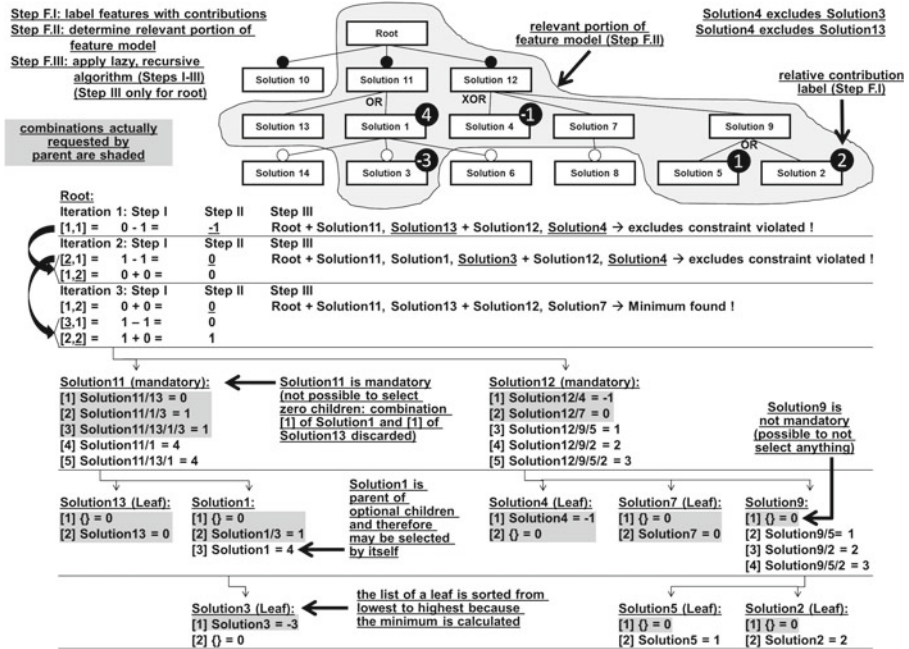 Step F.I: label features with contributions
Step F.II: determine relevant portion of
feature model
Step F.III: apply lazy, recursive
algorithm (Steps I-III)
(Step III only for root)
combinations actually
requested by
parent are shaded
relevant portion of
feature model (Step F.II)
Solution4 excludes Solution3
Solution4 excludes Solution13
relative contribution
label (Step F.I)
Root
Solution 10
Solution 11
Solution 12
OR
XOR
Solution 13
Solution 1
4
Solution 4
-1
Solution 7
Solution 9
OR
Solution 14
Solution 3
-3
Solution 6
Solution 8
Solution 5
1
Solution 2
2
Root:
Iteration 1: Step I Step II Step III
[1,1] = 0 - 1 = -1 Root + Solution11, Solution13 + Solution12, Solution4 → excludes constraint violated !
Iteration 2: Step I Step II Step III
[2,1] = 1 - 1 = 0 Root + Solution11, Solution1, Solution3 + Solution12, Solution4 → excludes constraint violated !
[1,2] = 0 + 0 = 0
Iteration 3: Step I Step II Step III
[1,2] = 0 + 0 = 0 Root + Solution11, Solution13 + Solution12, Solution7 → Minimum found !
[3,1] = 1 – 1 = 0
[2,2] = 1 + 0 = 1
Solution11 (mandatory):
[1] Solution11/13 = 0
[2] Solution11/1/3 = 1
[3] Solution11/13/1/3 = 1
[4] Solution11/1 = 4
[5] Solution11/13/1 = 4
Solution11 is mandatory
(not possible to select
zero children: combination
[1] of Solution1 and [1] of
Solution13 discarded)
Solution12 (mandatory):
[1] Solution12/4 = -1
[2] Solution12/7 = 0
[3] Solution12/9/5 = 1
[4] Solution12/9/2 = 2
[5] Solution12/9/5/2 = 3
Solution9 is
not mandatory
(possible to not
select anything)
Solution13 (Leaf):
[1] {} = 0
[2] Solution13 = 0
Solution1:
[1] {} = 0
[2] Solution1/3 = 1
[3] Solution1 = 4
Solution1 is
parent of
optional children
and therefore
may be selected
by itself
Solution4 (Leaf):
[1] Solution4 = -1
[2] {} = 0
Solution7 (Leaf):
[1] {} = 0
[2] Solution7 = 0
Solution9:
[1] {} = 0
[2] Solution9/5= 1
[3] Solution9/2 = 2
[4] Solution9/5/2 = 3
Solution3 (Leaf):
[1] Solution3 = -3
[2] {} = 0
the list of a leaf is sorted from
lowest to highest because
the minimum is calculated
Solution5 (Leaf):
[1] {} = 0
[2] Solution5 = 1
Solution2 (Leaf):
[1] {} = 0
[2] Solution2 = 2